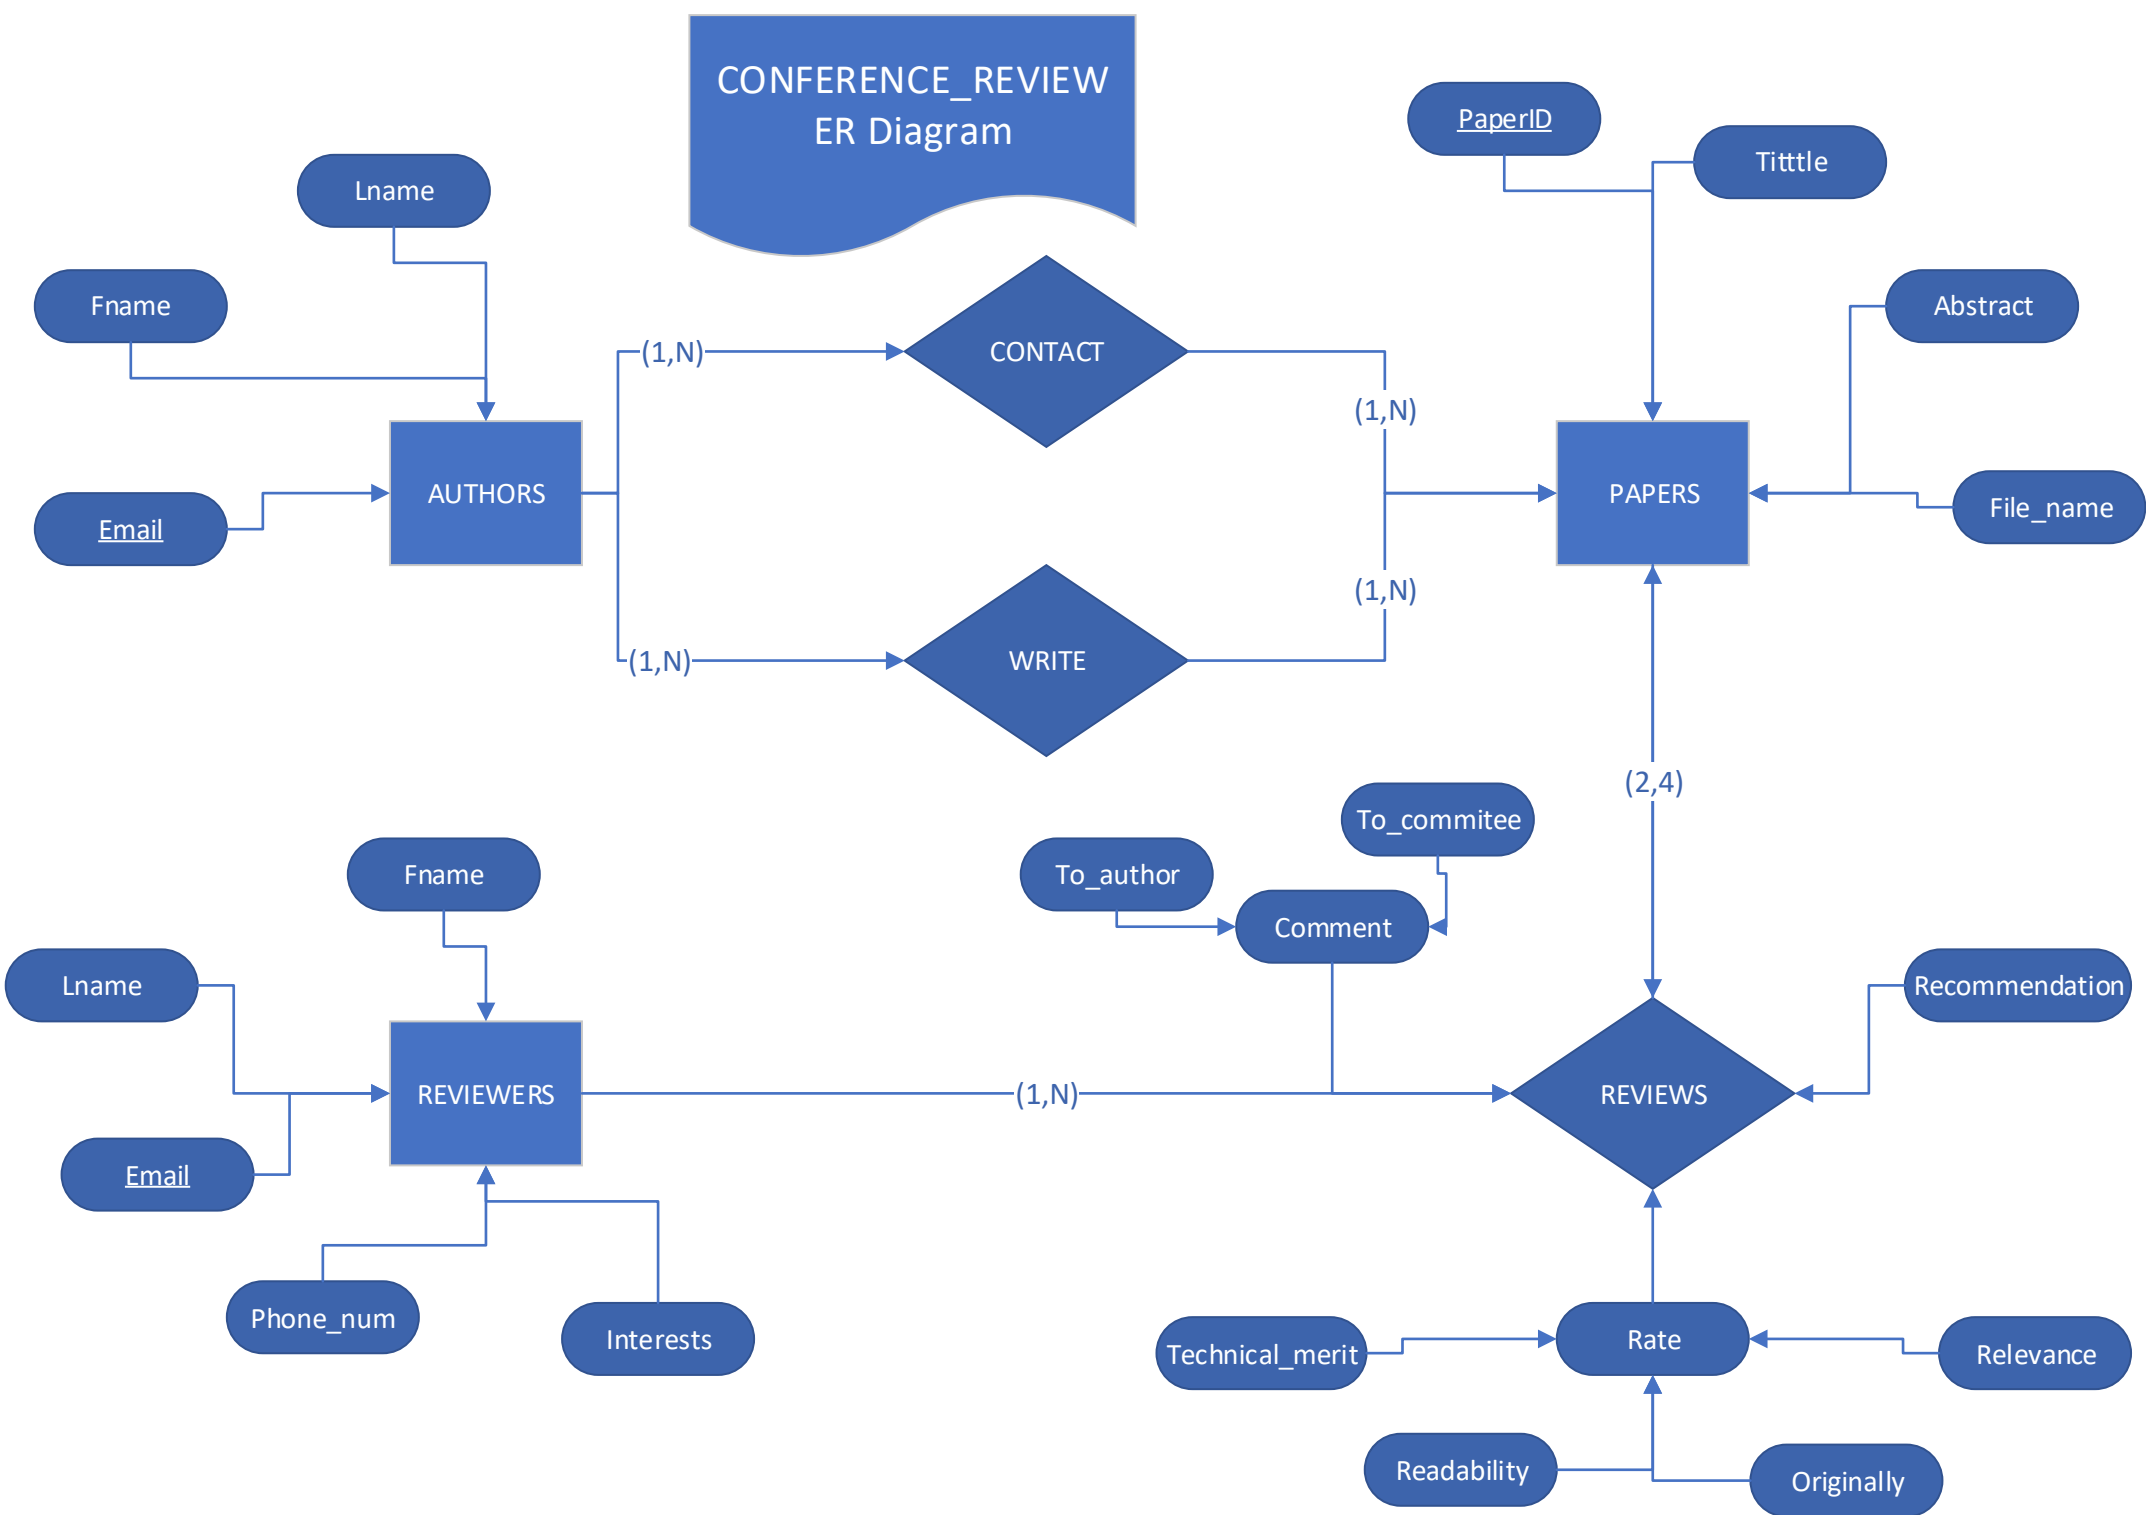 CONFERENCE_REVIEW
ER Diagram
PaperID
Titttle
Lname
Fname
Abstract
(1,N)
CONTACT
(1,N)
AUTHORS
PAPERS
File_name
Email
(1,N)
(1,N)
WRITE
(2,4)
To_commitee
Fname
To_author
Comment
Lname
Recommendation
REVIEWERS
(1,N)
REVIEWS
Email
Phone_num
Interests
Technical_merit
Rate
Relevance
Readability
Originally